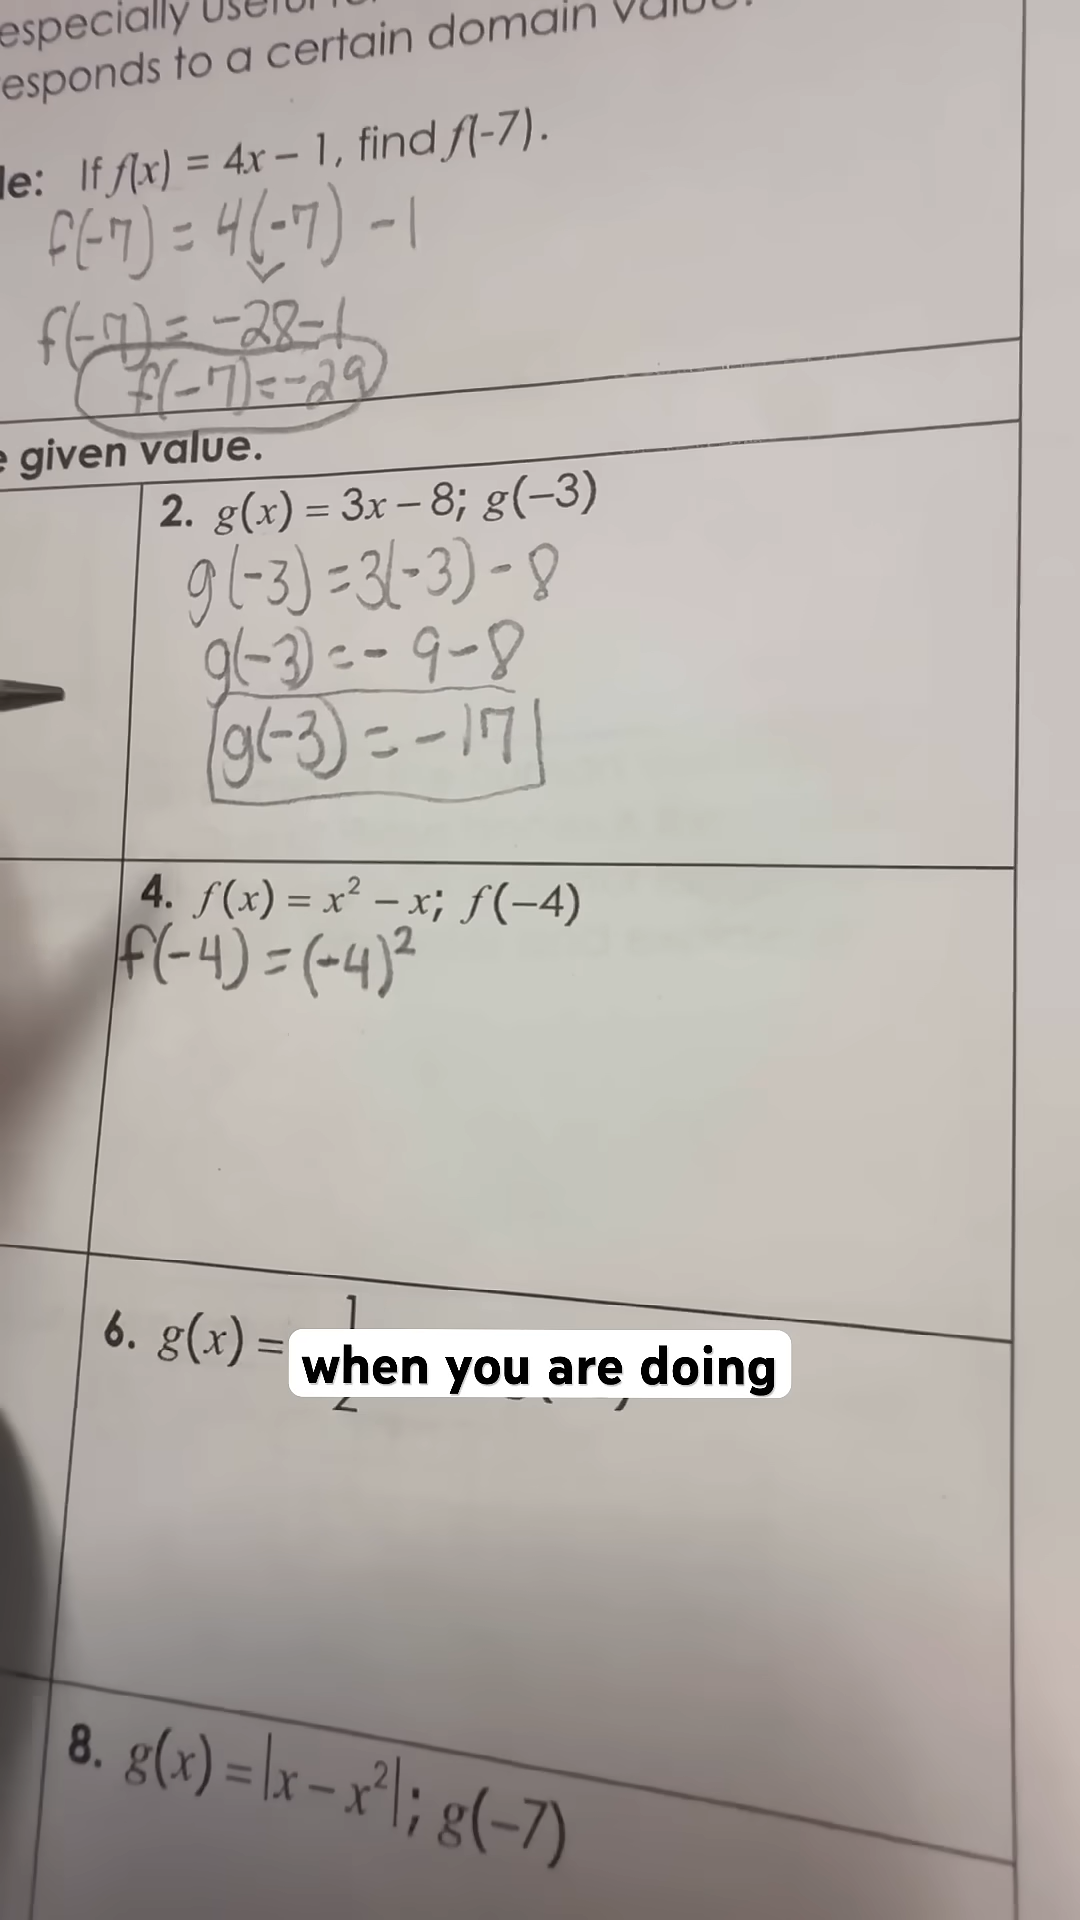 especially
esponds to a certain domain value.
le: If f(x) = 4x – 1, find f(-7).
f(-7) = 4(-7) -1
f(-7) = -28-1
f(-7)=-29
e given value.
2. g(x) = 3x – 8; g(–3)
g(-3) =3(-3) - 8
g(-3) = - 9-8
g(-3) = -17
4. f(x) = x² – x; f(–4)
f(-4) = (-4)²
6. g(x) =
when you are doing
8. g(x) = |x – x²|; g(–7)